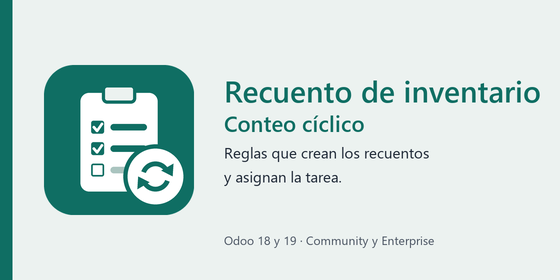 Recuento de inventario
Conteo cíclico
Reglas que crean los recuentos
y asignan la tarea.
Odoo 18 y 19 · Community y Enterprise